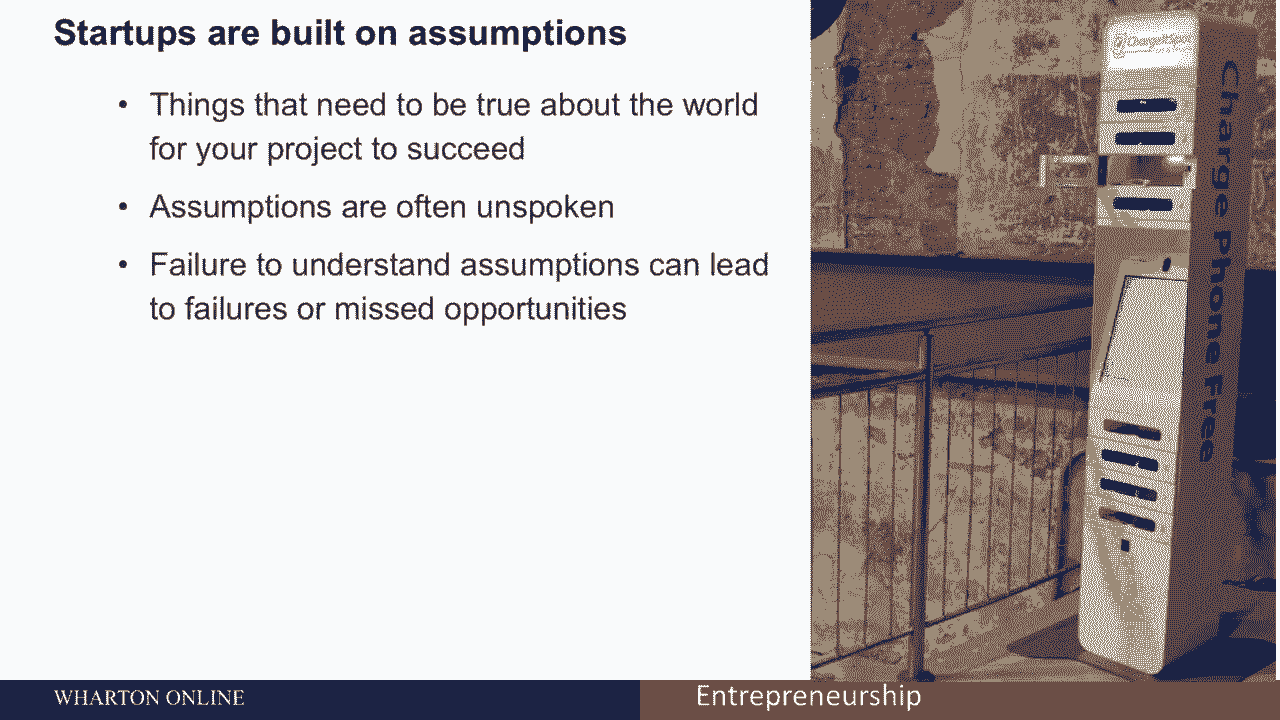 Startups are built on assumptions
• Things that need to be true about the world
for your project to succeed
• Assumptions are often unspoken
• Failure to understand assumptions can lead
to failures or missed opportunities
Charge Phone Free
WHARTON ONLINE
Entrepreneurship